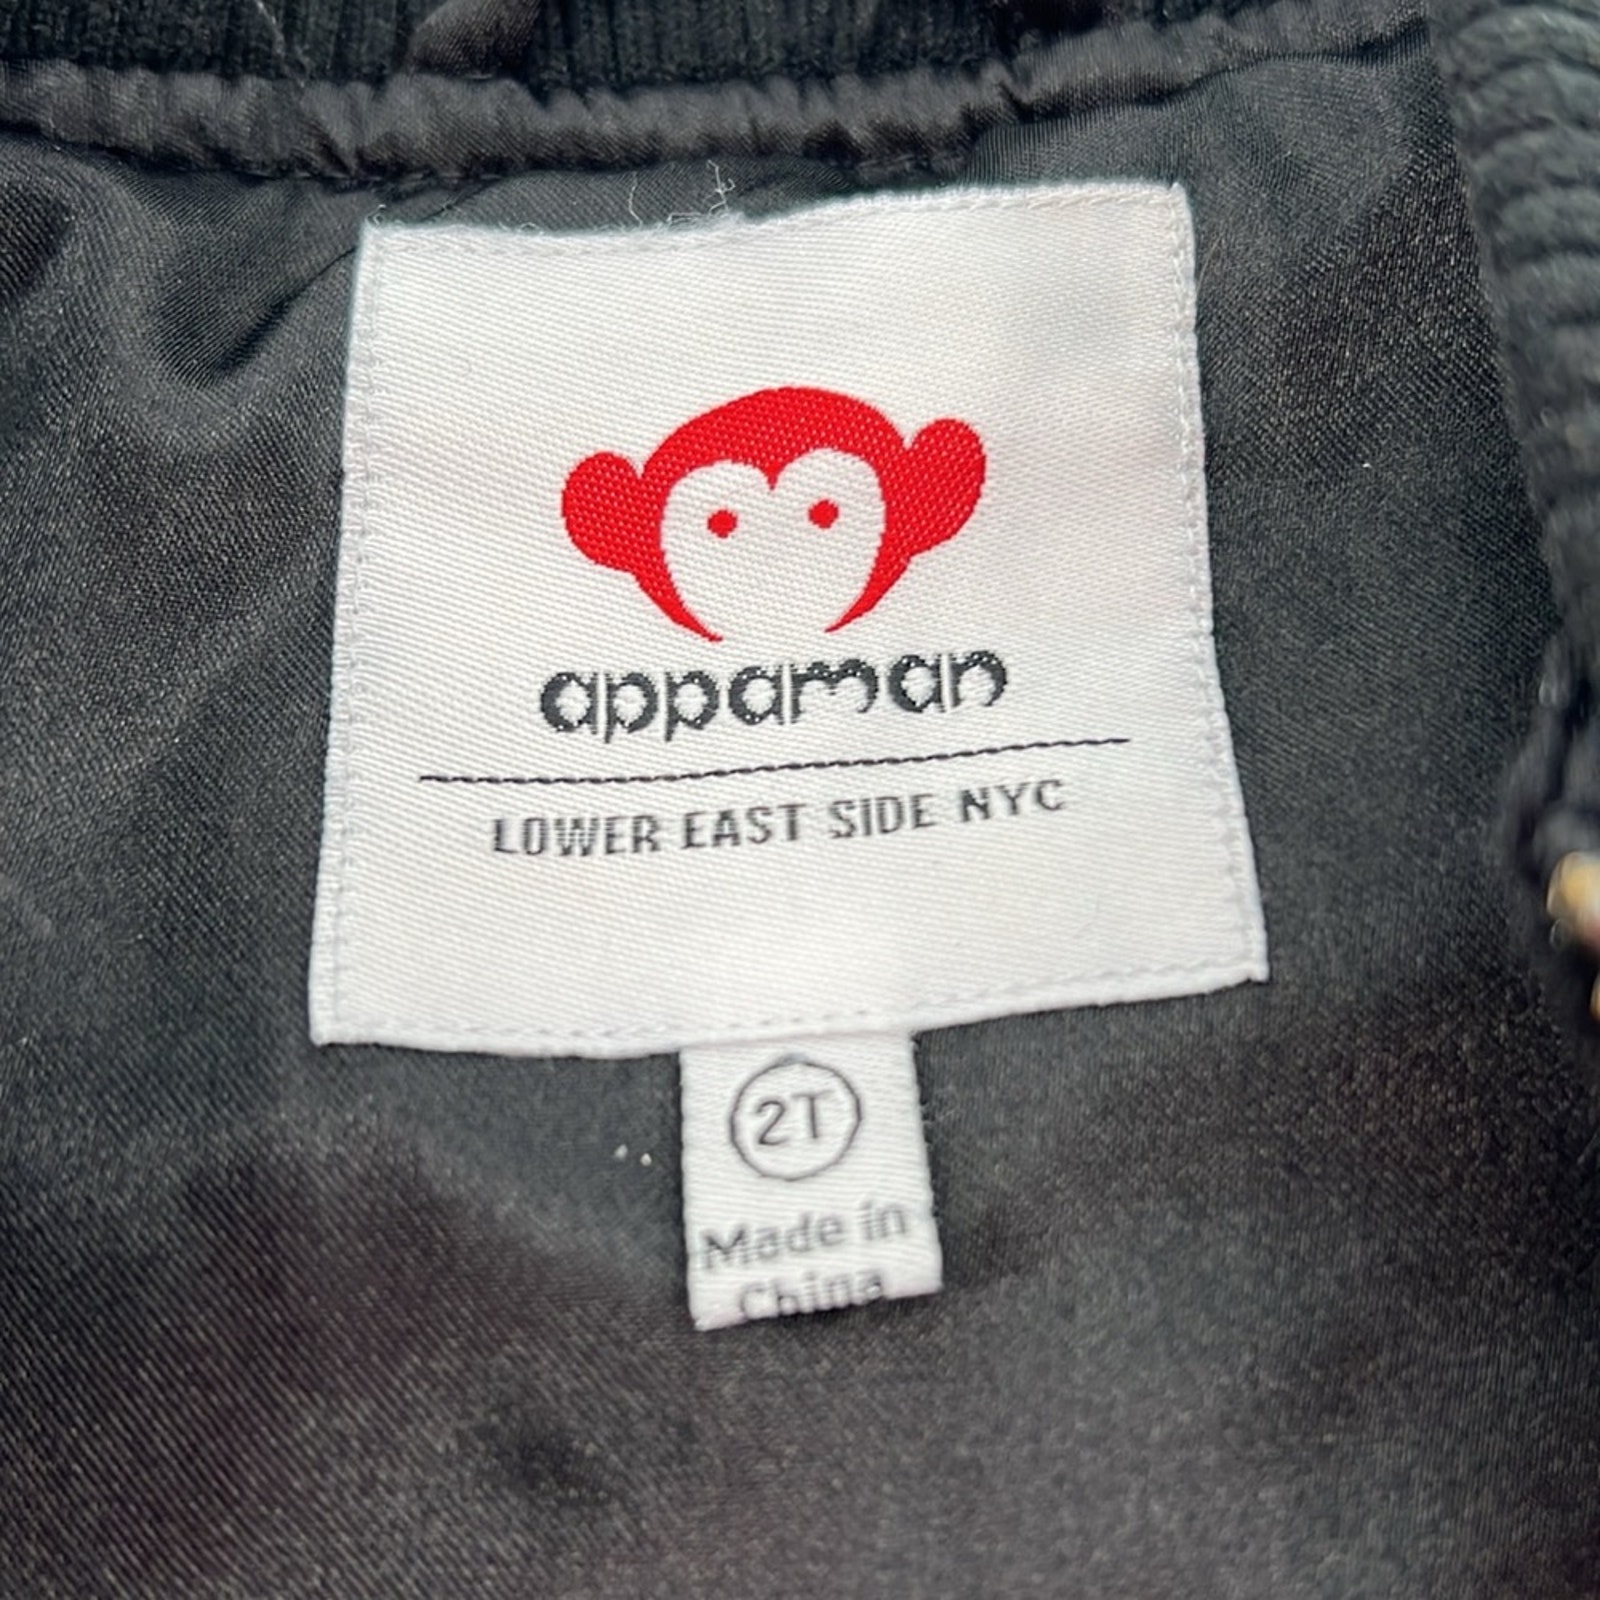 appaman
LOWER EAST SIDE NYC
2T
Made in
China